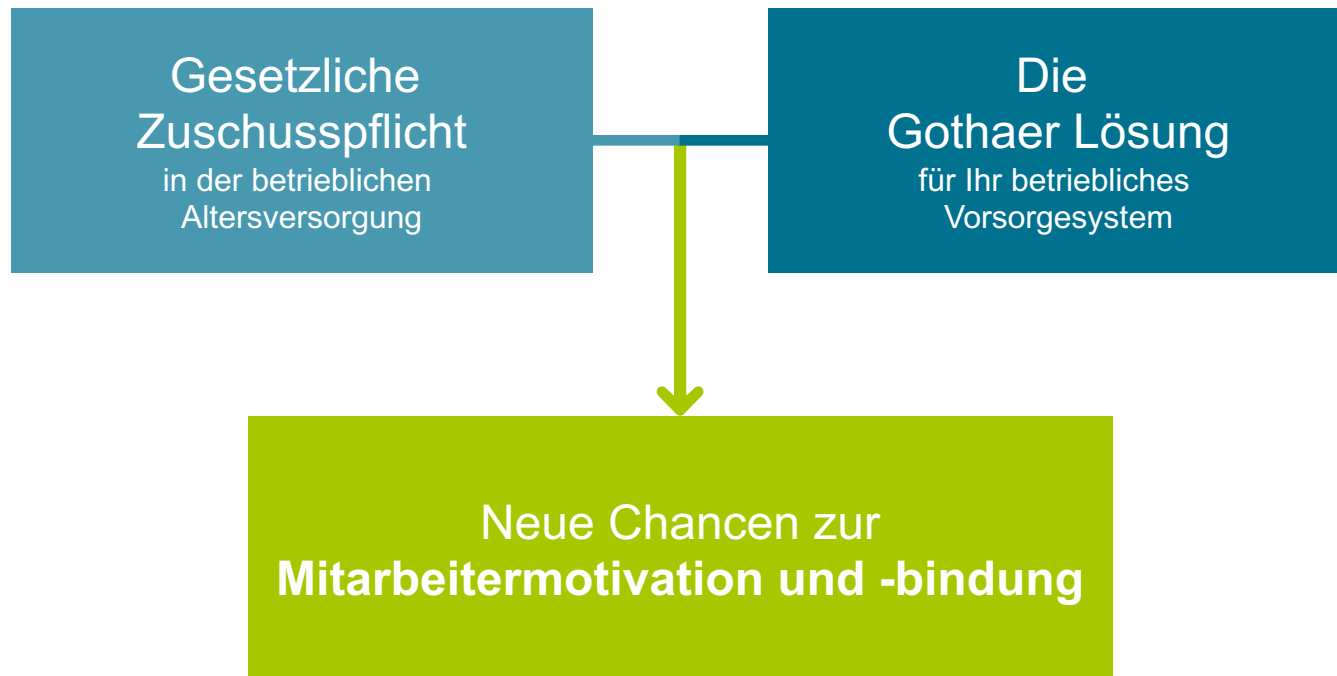 Gesetzliche
Zuschusspflicht
in der betrieblichen
Altersversorgung
Die
Gothaer Lösung
für Ihr betriebliches
Vorsorgesystem
Neue Chancen zur
Mitarbeitermotivation und -bindung